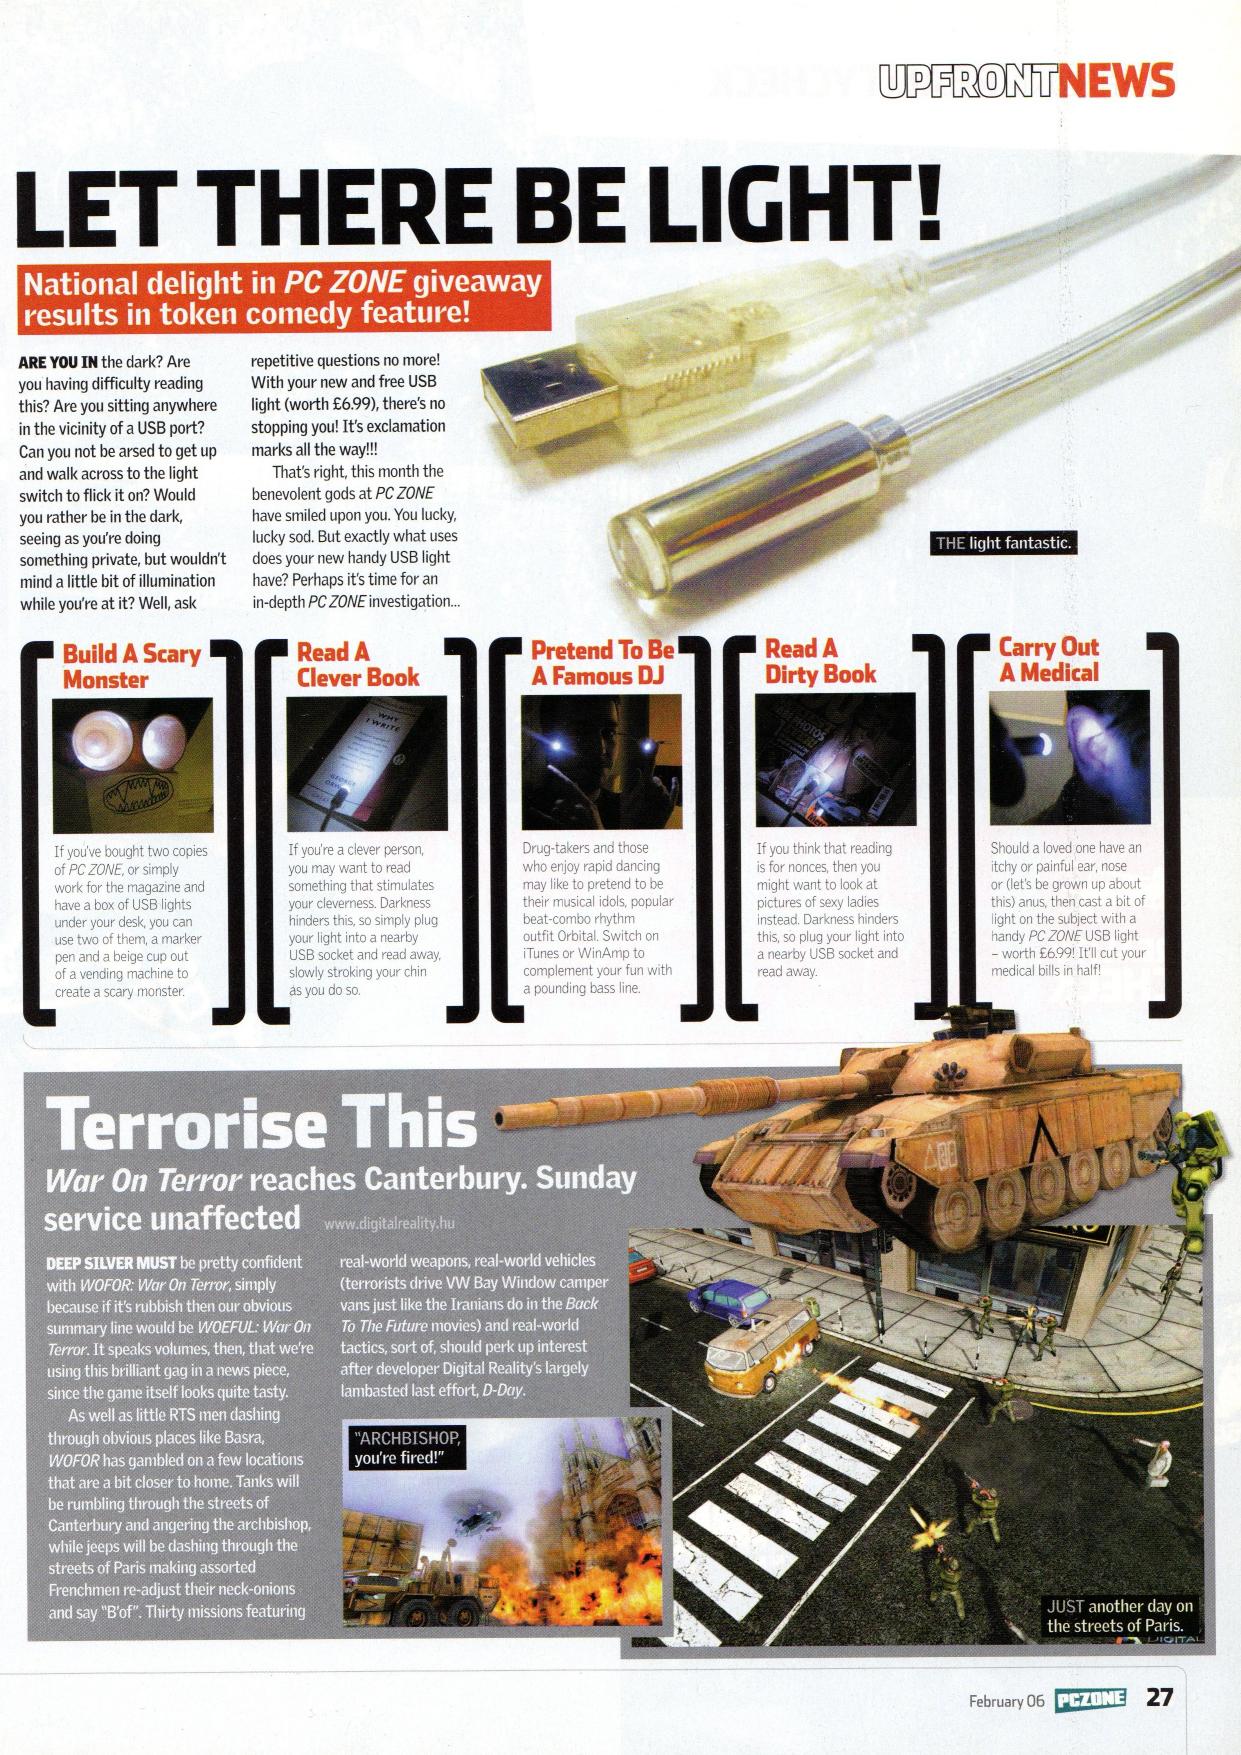 UPFRONTNEWS
LET THERE BE LIGHT!
National delight in PC ZONE giveaway
results in token comedy feature!
ARE YOU IN the dark? Are
you having difficulty reading
this? Are you sitting anywhere
in the vicinity of a USB port?
Can you not be arsed to get up
and walk across to the light
switch to flick it on? Would
you rather be in the dark,
seeing as you're doing
something private, but wouldn't
mind a little bit of illumination
while you're at it? Well, ask
repetitive questions no more!
With your new and free USB
light (worth £6.99), there's no
stopping you! It's exclamation
marks all the way!!!
That's right, this month the
benevolent gods at PC ZONE
have smiled upon you. You lucky,
lucky sod. But exactly what uses
does your new handy USB light
have? Perhaps it's time for an
in-depth PC ZONE investigation...
THE light fantastic.
Build A Scary
Monster
If you've bought two copies
of PC ZONE, or simply
work for the magazine and
have a box of USB lights
under your desk, you can
use two of them, a marker
pen and a beige cup out
of a vending machine to
create a scary monster.
Read A
Clever Book
WHY
I WRITE
GEORGE
If you're a clever person,
you may want to read
something that stimulates
your cleverness. Darkness
hinders this, so simply plug
your light into a nearby
USB socket and read away,
slowly stroking your chin
as you do so.
Pretend To Be
A Famous DJ
Drug-takers and those
who enjoy rapid dancing
may like to pretend to be
their musical idols, popular
beat-combo rhythm
outfit Orbital. Switch on
iTunes or WinAmp to
complement your fun with
a pounding bass line.
Read A
Dirty Book
PHOTOS
If you think that reading
is for nonces, then you
might want to look at
pictures of sexy ladies
instead. Darkness hinders
this, so plug your light into
a nearby USB socket and
read away.
Carry Out
A Medical
Should a loved one have an
itchy or painful ear, nose
or (let's be grown up about
this) anus, then cast a bit of
light on the subject with a
handy PC ZONE USB light
– worth £6.99! It'll cut your
medical bills in half!
Terrorise This
War On Terror reaches Canterbury. Sunday
service unaffected
www.digitalreality.hu
DEEP SILVER MUST be pretty confident
with WOFOR: War On Terror, simply
because if it's rubbish then our obvious
summary line would be WOEFUL: War On
Terror. It speaks volumes, then, that we're
using this brilliant gag in a news piece,
since the game itself looks quite tasty.
As well as little RTS men dashing
through obvious places like Basra,
WOFOR has gambled on a few locations
that are a bit closer to home. Tanks will
be rumbling through the streets of
Canterbury and angering the archbishop,
while jeeps will be dashing through the
streets of Paris making assorted
Frenchmen re-adjust their neck-onions
and say "B'of". Thirty missions featuring
real-world weapons, real-world vehicles
(terrorists drive VW Bay Window camper
vans just like the Iranians do in the Back
To The Future movies) and real-world
tactics, sort of, should perk up interest
after developer Digital Reality's largely
lambasted last effort, D-Day.
"ARCHBISHOP,
you're fired!"
JUST another day on
the streets of Paris.
DIGITAL
February 06 PCZONE 27